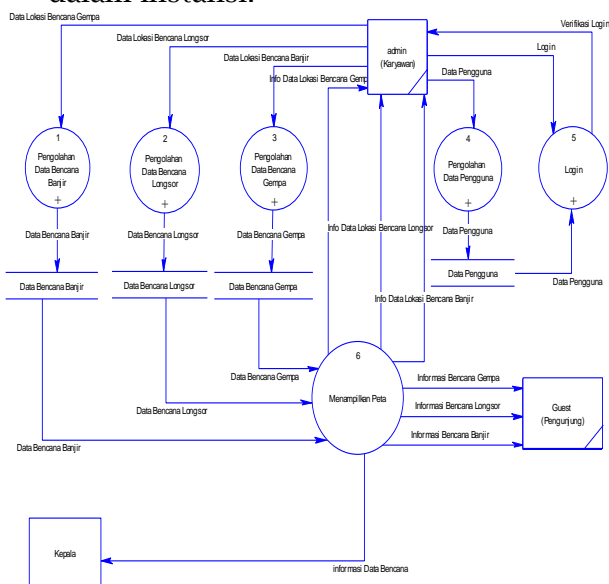 dalam instansi.
Data Lokasi Bencana Gempa
Verifikasi Login
Data Lokasi Bencana Longsor
Data Lokasi Bencana Banjir
admin
(Karyawan)
Login
Info Data Lokasi Bencana Gempa
Data Pengguna
1
Pengolahan
Data Bencana
Banjir
+
2
Pengolahan
Data Bencana
Longsor
+
3
Pengolahan
Data Bencana
Gempa
+
4
Pengolahan
Data Pengguna
+
5
Login
+
Data Bencana Banjir
Data Bencana Longsor
Data Bencana Gempa
Info Data Lokasi Bencana Longsor
Data Pengguna
Data Bencana Banjir
Data Bencana Longsor
Data Bencana Gempa
Data Pengguna
Data Pengguna
Info Data Lokasi Bencana Banjir
6
Menampilkan Peta
Data Bencana Gempa
Data Bencana Longsor
Data Bencana Banjir
Informasi Bencana Gempa
Informasi Bencana Longsor
Informasi Bencana Banjir
Guest
(Pengunjung)
Kepala
informasi Data Bencana